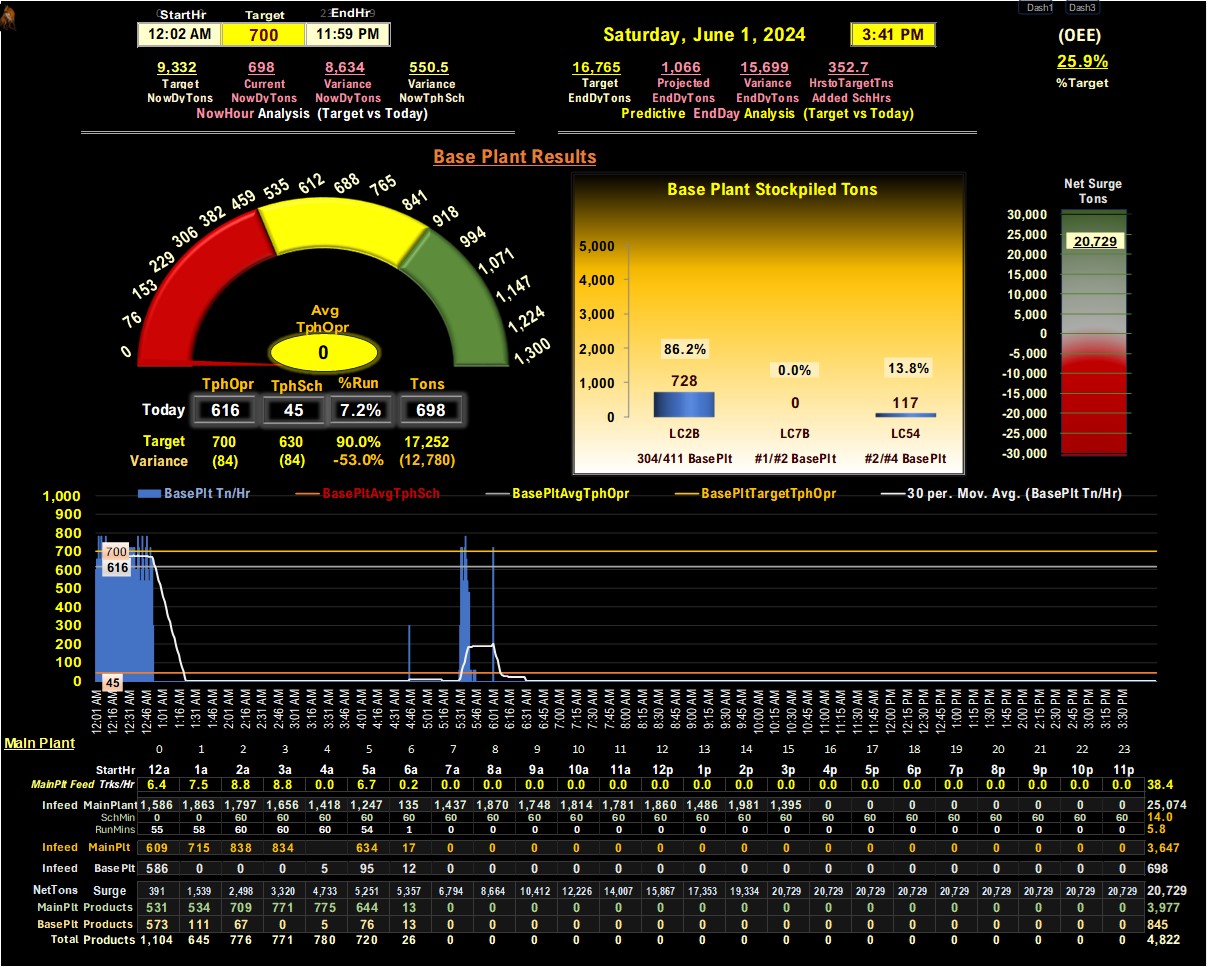 Dash1 Dash3
StartHr Target EndHr
12:02 AM 700 11:59 PM
Saturday, June 1, 2024 3:41 PM
(OEE)
25.9%
%Target
9,332 698 8,634 550.5
Target Current Variance Variance
NowDyTons NowDyTons NowDyTons NowTphSch
NowHour Analysis (Target vs Today)
16,765 1,066 15,699 352.7
Target Projected Variance HrstoTargetTns
EndDyTons EndDyTons EndDyTons Added SchHrs
Predictive EndDay Analysis (Target vs Today)
Base Plant Results
0 76 153 229 306 382 459 535 612 688 765 841 918 994 1,071 1,147 1,224 1,300
Avg
TphOpr
0
TphOpr TphSch %Run Tons
Today 616 45 7.2% 698
Target 700 630 90.0% 17,252
Variance (84) (84) -53.0% (12,780)
Base Plant Stockpiled Tons
5,000
4,000
3,000
2,000
1,000
0
86.2% 0.0% 13.8%
728 0 117
LC2B LC7B LC54
304/411 BasePlt #1/#2 BasePlt #2/#4 BasePlt
Net Surge
Tons
30,000
25,000
20,729
20,000
15,000
10,000
5,000
0
-5,000
-10,000
-15,000
-20,000
-25,000
-30,000
BasePlt Tn/Hr BasePltAvgTphSch BasePltAvgTphOpr BasePltTargetTphOpr 30 per. Mov. Avg. (BasePlt Tn/Hr)
1,000
900
800
700
600
500
400
300
200
100
0
700
616
45
12:01 AM 12:16 AM 12:31 AM 12:46 AM 1:01 AM 1:16 AM 1:31 AM 1:46 AM 2:01 AM 2:16 AM 2:31 AM 2:46 AM 3:01 AM 3:16 AM 3:31 AM 3:46 AM 4:01 AM 4:16 AM 4:31 AM 4:46 AM 5:01 AM 5:16 AM 5:31 AM 5:46 AM 6:01 AM 6:16 AM 6:31 AM 6:45 AM 7:00 AM 7:15 AM 7:30 AM 7:45 AM 8:00 AM 8:15 AM 8:30 AM 8:45 AM 9:00 AM 9:15 AM 9:30 AM 9:45 AM 10:00 AM 10:15 AM 10:30 AM 10:45 AM 11:00 AM 11:15 AM 11:30 AM 11:45 AM 12:00 PM 12:15 PM 12:30 PM 12:45 PM 1:00 PM 1:15 PM 1:30 PM 1:45 PM 2:00 PM 2:15 PM 2:30 PM 2:45 PM 3:00 PM 3:15 PM 3:30 PM
Main Plant
0 1 2 3 4 5 6 7 8 9 10 11 12 13 14 15 16 17 18 19 20 21 22 23
StartHr 12a 1a 2a 3a 4a 5a 6a 7a 8a 9a 10a 11a 12p 1p 2p 3p 4p 5p 6p 7p 8p 9p 10p 11p
MainPlt Feed Trks/Hr 6.4 7.5 8.8 8.8 0.0 6.7 0.2 0.0 0.0 0.0 0.0 0.0 0.0 0.0 0.0 0.0 0.0 0.0 0.0 0.0 0.0 0.0 0.0 0.0 38.4
Infeed MainPlant 1,586 1,863 1,797 1,656 1,418 1,247 135 1,437 1,870 1,748 1,814 1,781 1,860 1,486 1,981 1,395 0 0 0 0 0 0 0 0 25,074
SchMin 0 0 60 60 60 60 60 60 60 60 60 60 60 60 60 60 60 60 60 60 60 60 60 60 14.0
RunMins 55 58 60 60 60 54 1 0 0 0 0 0 0 0 0 0 0 0 0 0 0 0 0 0 5.8
Infeed MainPlt 609 715 838 834 634 17 0 0 0 0 0 0 0 0 0 0 0 0 0 0 0 0 0 3,647
Infeed Base Plt 586 0 0 0 5 95 12 0 0 0 0 0 0 0 0 0 0 0 0 0 0 0 0 0 698
NetTons Surge 391 1,539 2,498 3,320 4,733 5,251 5,357 6,794 8,664 10,412 12,226 14,007 15,867 17,353 19,334 20,729 20,729 20,729 20,729 20,729 20,729 20,729 20,729 20,729 20,729
MainPlt Products 531 534 709 771 775 644 13 0 0 0 0 0 0 0 0 0 0 0 0 0 0 0 0 0 3,977
BasePlt Products 573 111 67 0 5 76 13 0 0 0 0 0 0 0 0 0 0 0 0 0 0 0 0 0 845
Total Products 1,104 645 776 771 780 720 26 0 0 0 0 0 0 0 0 0 0 0 0 0 0 0 0 0 4,822